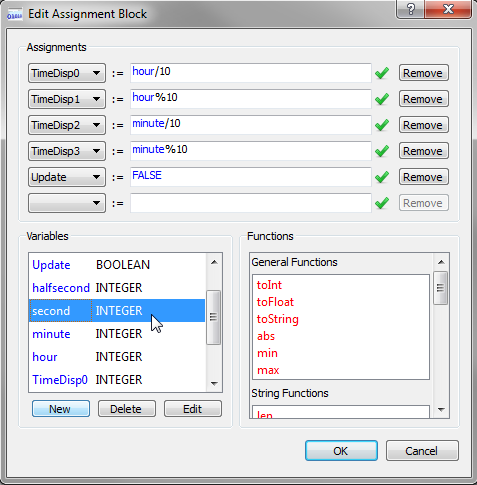 Edit Assignment Block
Assignments
TimeDisp0 := hour/10 Remove
TimeDisp1 := hour%10 Remove
TimeDisp2 := minute/10 Remove
TimeDisp3 := minute%10 Remove
Update := FALSE Remove
:= Remove
Variables
Update BOOLEAN
halfsecond INTEGER
second INTEGER
minute INTEGER
hour INTEGER
TimeDisp0 INTEGER
New Delete Edit
Functions
General Functions
toInt
toFloat
toString
abs
min
max
String Functions
len
OK Cancel